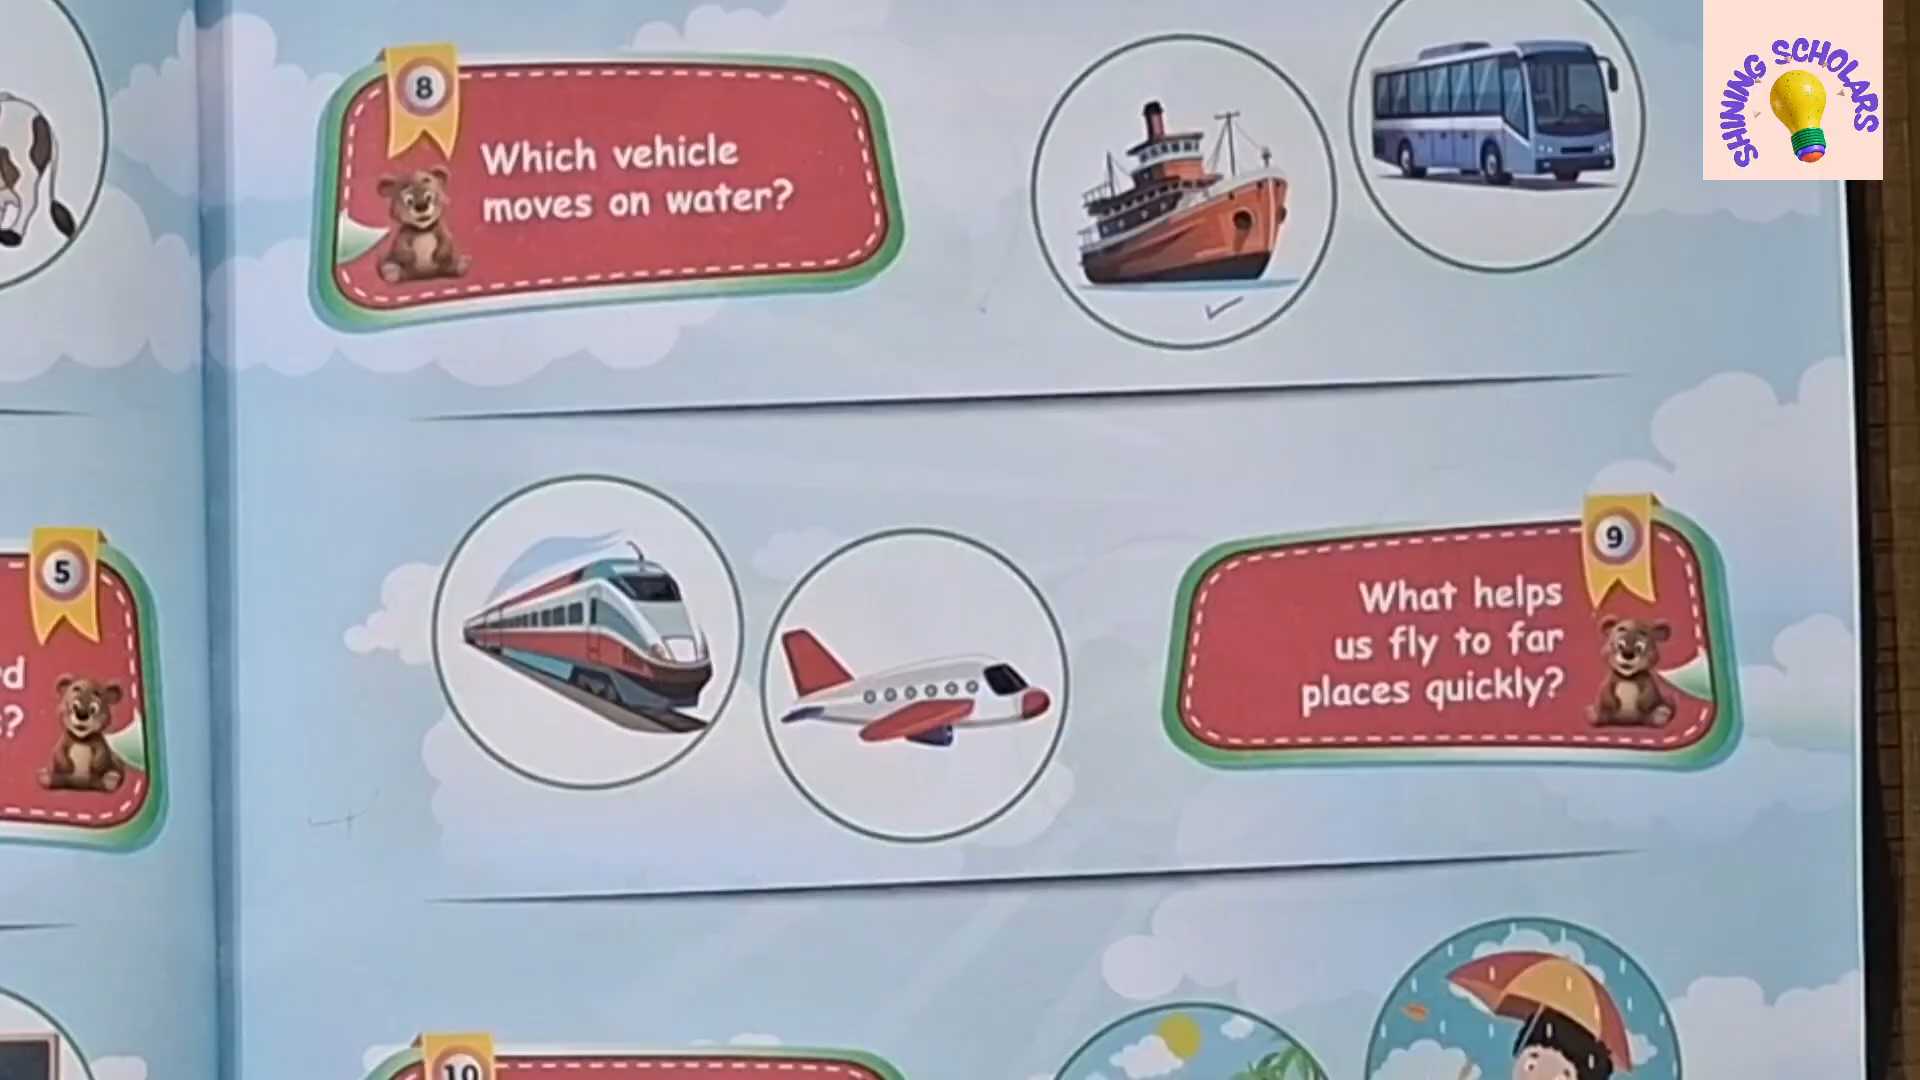 8
Which vehicle
moves on water?
SHINING SCHOLARS
5
?
9
What helps
us fly to far
places quickly?
10